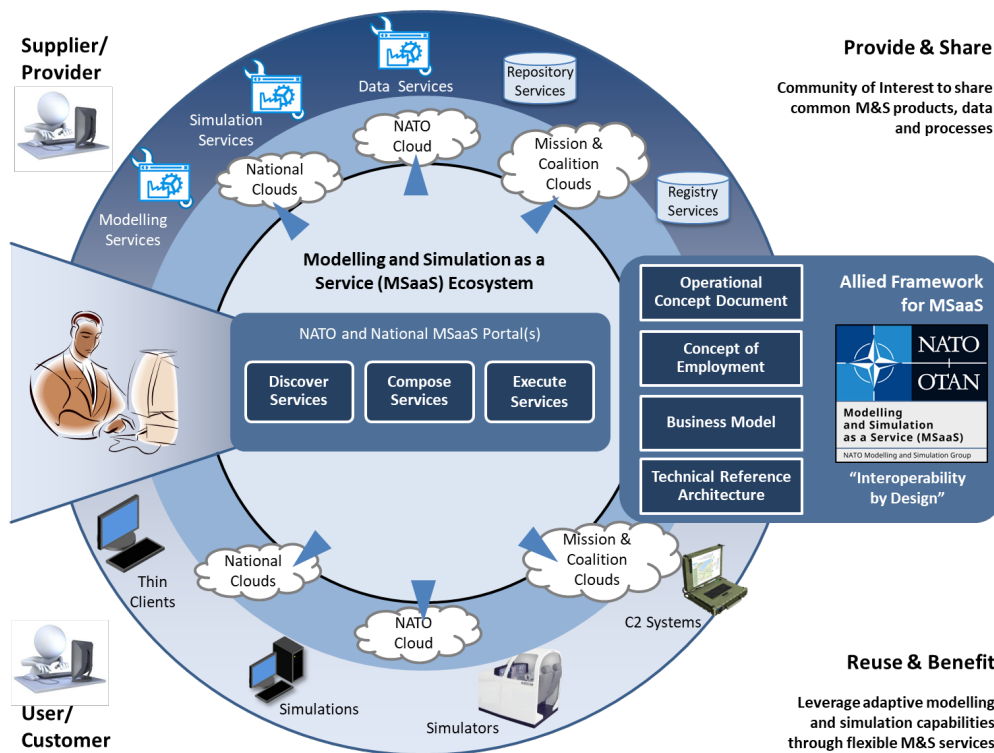 Supplier/
Provider
Data Services
Repository
Services
Provide & Share
Community of Interest to share
common M&S products, data
and processes
Simulation
Services
NATO
Cloud
Mission &
Coalition
Clouds
National
Clouds
Registry
Services
Modelling
Services
Modelling and Simulation as a
Service (MSaaS) Ecosystem
NATO and National MSaaS Portal(s)
Discover
Services
Compose
Services
Execute
Services
Operational
Concept Document
Concept of
Employment
Business Model
Technical Reference
Architecture
Allied Framework
for MSaaS
NATO
OTAN
Modelling
and Simulation
as a Service (MSaaS)
NATO Modelling and Simulation Group
“Interoperability
by Design”
Thin
Clients
National
Clouds
Mission &
Coalition
Clouds
NATO
Cloud
C2 Systems
Simulations
Simulators
User/
Customer
Reuse & Benefit
Leverage adaptive modelling
and simulation capabilities
through flexible M&S services